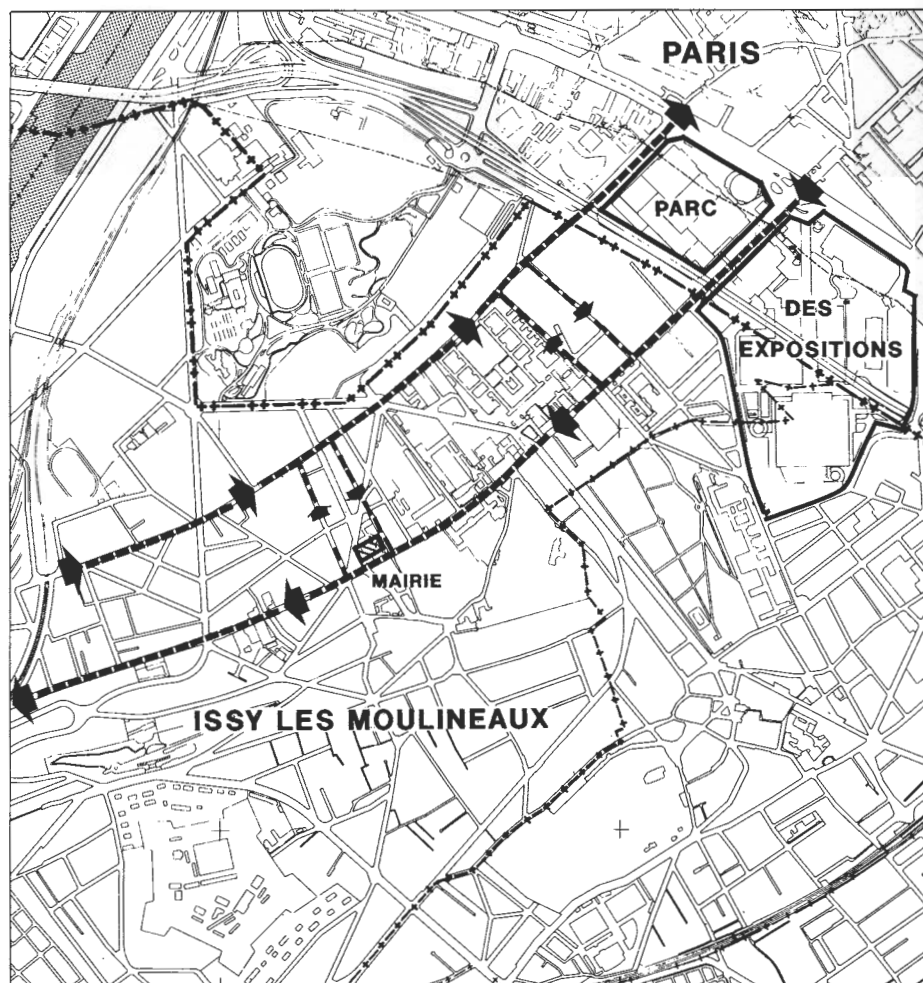 PARIS
PARC
DES
EXPOSITIONS
MAIRIE
ISSY LES MOULINEAUX